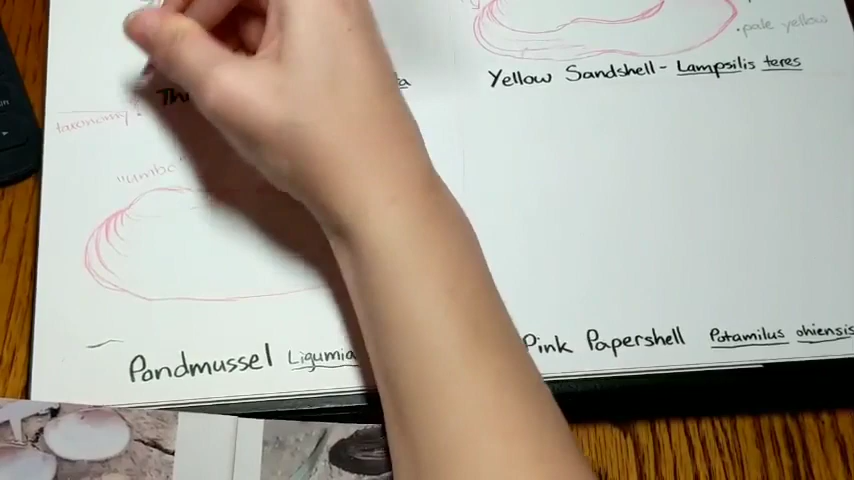 pale yellow
Yellow Sandshell - Lampsilis teres
taxonomy
"umbo"
Pondmussel Ligumia
Pink Papershell Potamilus ohiensis